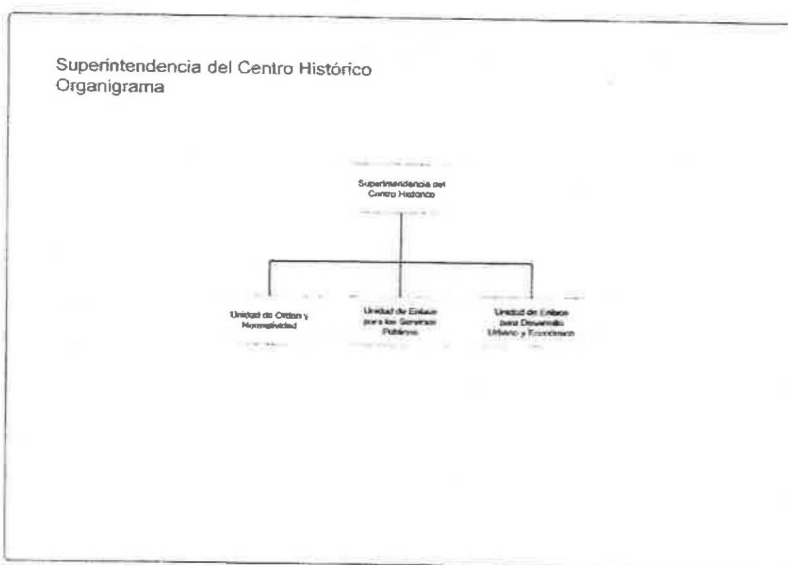 Superintendencia del Centro Histórico
Organigrama
Superintendencia del
Centro Histórico
Unidad de Orden y
Normatividad
Unidad de Enlace
para los Servicios
Públicos
Unidad de Enlace
para Desarrollo
Urbano y Económico